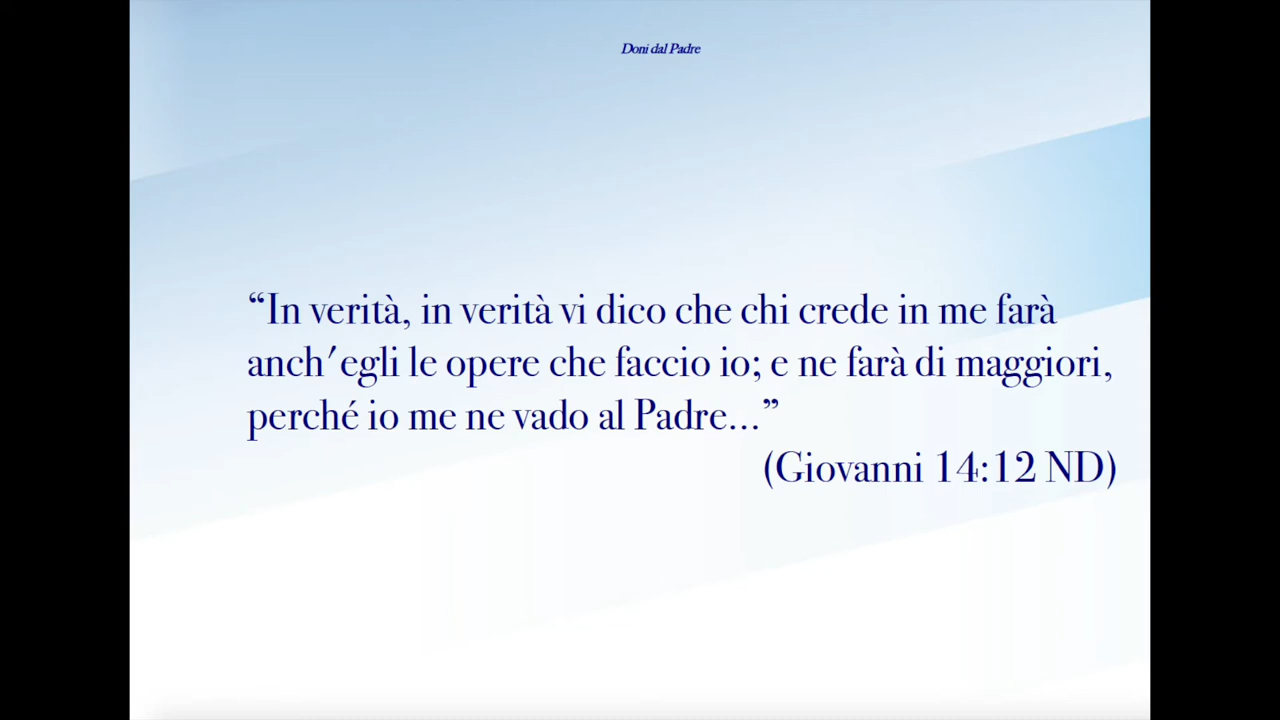 Doni dal Padre
“In verità, in verità vi dico che chi crede in me farà
anch′egli le opere che faccio io; e ne farà di maggiori,
perché io me ne vado al Padre...”
(Giovanni 14:12 ND)